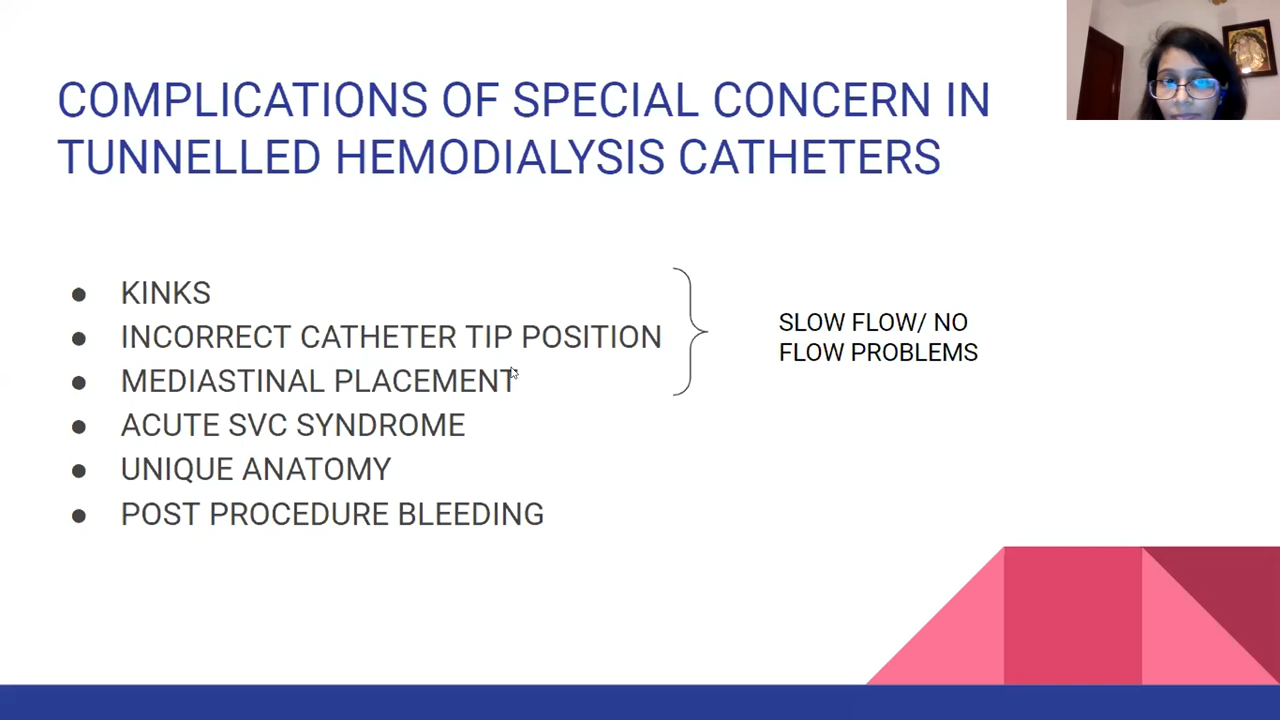 COMPLICATIONS OF SPECIAL CONCERN IN
TUNNELLED HEMODIALYSIS CATHETERS
● KINKS
● INCORRECT CATHETER TIP POSITION
● MEDIASTINAL PLACEMENT
● ACUTE SVC SYNDROME
● UNIQUE ANATOMY
● POST PROCEDURE BLEEDING
SLOW FLOW/ NO
FLOW PROBLEMS